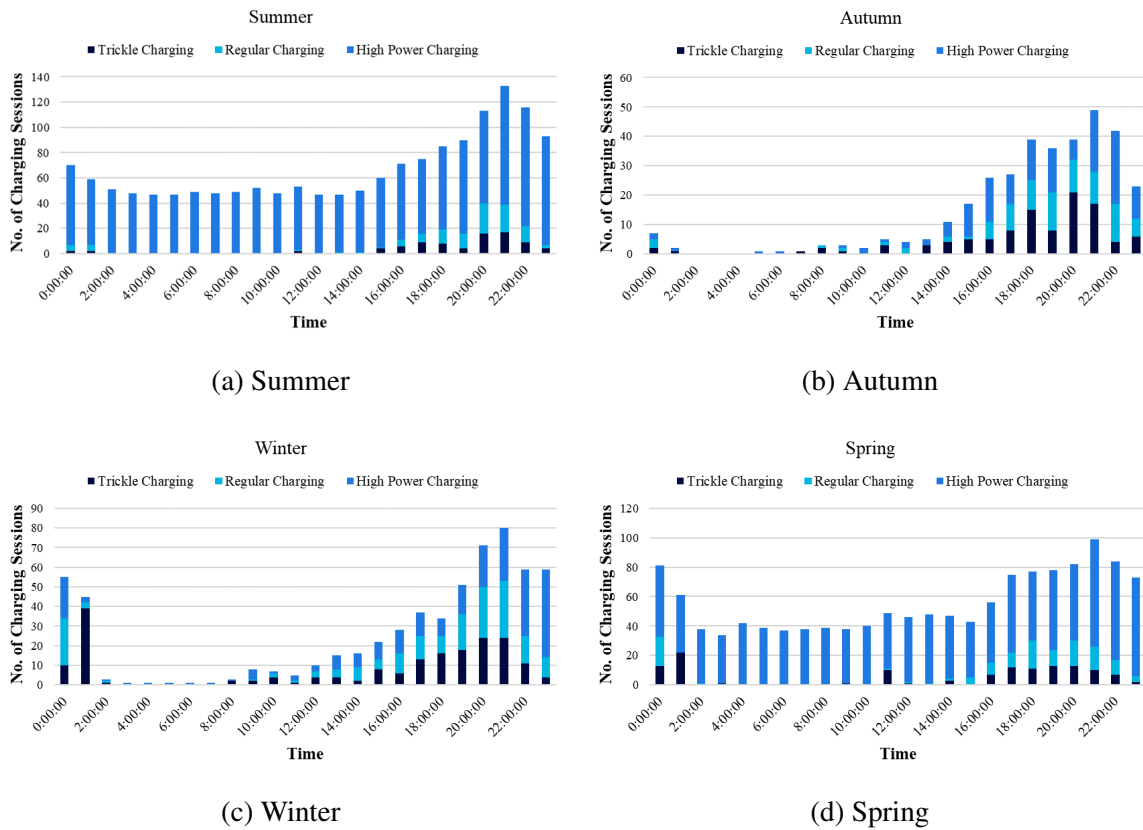 Summer
Trickle Charging Regular Charging High Power Charging
No. of Charging Sessions
140
120
100
80
60
40
20
0
0:00:00 2:00:00 4:00:00 6:00:00 8:00:00 10:00:00 12:00:00 14:00:00 16:00:00 18:00:00 20:00:00 22:00:00
Time
(a) Summer
Autumn
Trickle Charging Regular Charging High Power Charging
No. of Charging Sessions
60
50
40
30
20
10
0
0:00:00 2:00:00 4:00:00 6:00:00 8:00:00 10:00:00 12:00:00 14:00:00 16:00:00 18:00:00 20:00:00 22:00:00
Time
(b) Autumn
Winter
Trickle Charging Regular Charging High Power Charging
No. of Charging Sessions
90
80
70
60
50
40
30
20
10
0
0:00:00 2:00:00 4:00:00 6:00:00 8:00:00 10:00:00 12:00:00 14:00:00 16:00:00 18:00:00 20:00:00 22:00:00
Time
(c) Winter
Spring
Trickle Charging Regular Charging High Power Charging
No. of Charging Sessions
120
100
80
60
40
20
0
0:00:00 2:00:00 4:00:00 6:00:00 8:00:00 10:00:00 12:00:00 14:00:00 16:00:00 18:00:00 20:00:00 22:00:00
Time
(d) Spring